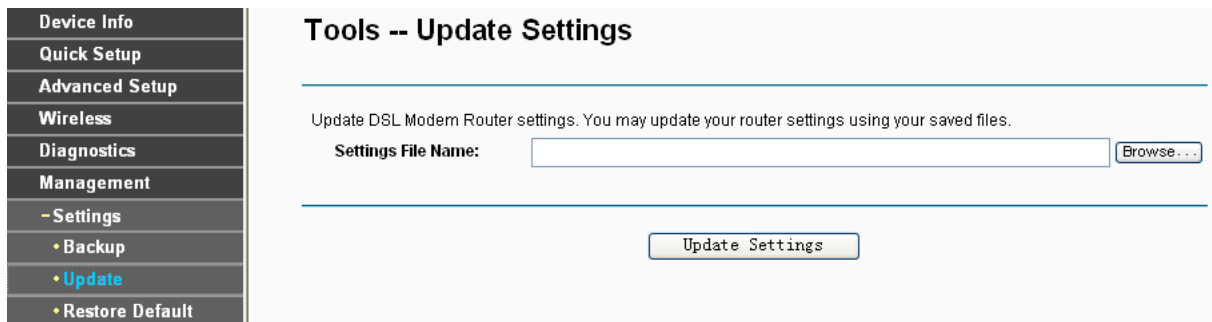 Device Info
Quick Setup
Advanced Setup
Wireless
Diagnostics
Management
-Settings
•Backup
•Update
•Restore Default
Tools -- Update Settings
Update DSL Modem Router settings. You may update your router settings using your saved files.
Settings File Name: Browse...
Update Settings